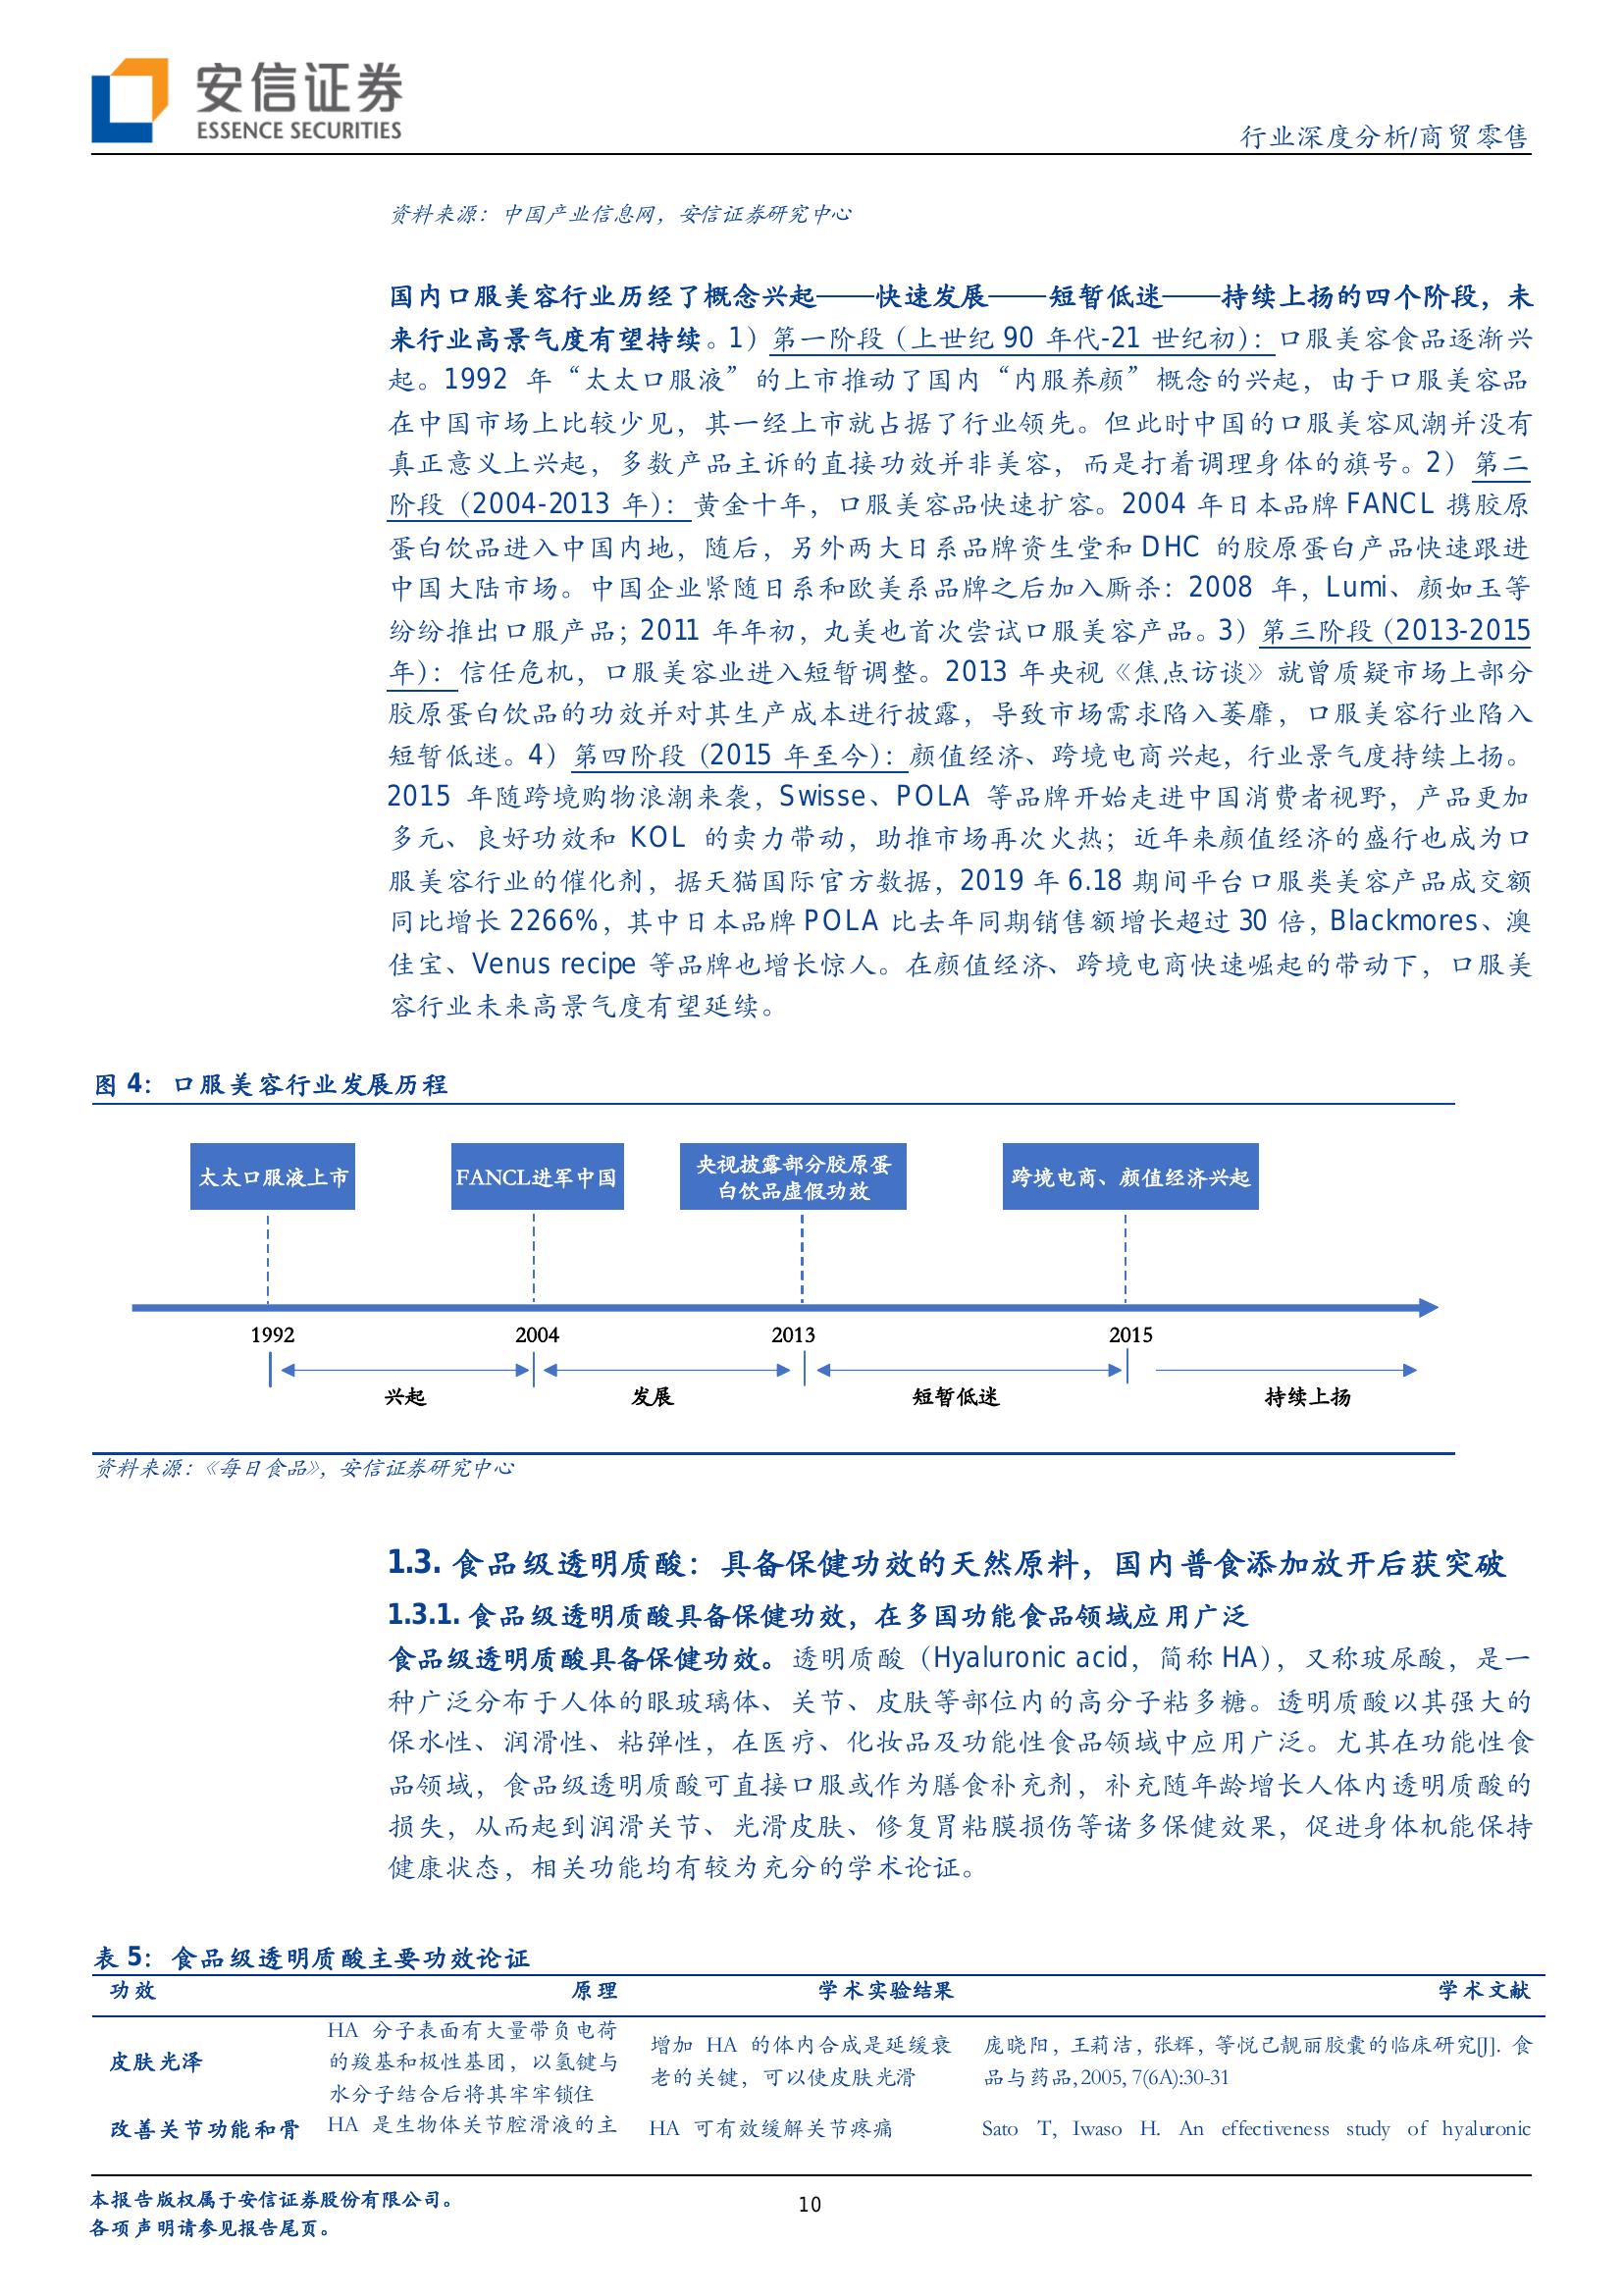 安信证券
ESSENCE SECURITIES
行业深度分析/商贸零售
资料来源：中国产业信息网，安信证券研究中心
国内口服美容行业历经了概念兴起——快速发展——短暂低迷——持续上扬的四个阶段，未
来行业高景气度有望持续。1）第一阶段（上世纪 90 年代-21 世纪初）：口服美容食品逐渐兴
起。1992 年“太太口服液”的上市推动了国内“内服养颜”概念的兴起，由于口服美容品
在中国市场上比较少见，其一经上市就占据了行业领先。但此时中国的口服美容风潮并没有
真正意义上兴起，多数产品主诉的直接功效并非美容，而是打着调理身体的旗号。2）第二
阶段（2004-2013 年）：黄金十年，口服美容品快速扩容。2004 年日本品牌 FANCL 携胶原
蛋白饮品进入中国内地，随后，另外两大日系品牌资生堂和 DHC 的胶原蛋白产品快速跟进
中国大陆市场。中国企业紧随日系和欧美系品牌之后加入厮杀：2008 年，Lumi、颜如玉等
纷纷推出口服产品；2011 年年初，丸美也首次尝试口服美容产品。3）第三阶段（2013-2015
年）：信任危机，口服美容业进入短暂调整。2013 年央视《焦点访谈》就曾质疑市场上部分
胶原蛋白饮品的功效并对其生产成本进行披露，导致市场需求陷入萎靡，口服美容行业陷入
短暂低迷。4）第四阶段（2015 年至今）：颜值经济、跨境电商兴起，行业景气度持续上扬。
2015 年随跨境购物浪潮来袭，Swisse、POLA 等品牌开始走进中国消费者视野，产品更加
多元、良好功效和 KOL 的卖力带动，助推市场再次火热；近年来颜值经济的盛行也成为口
服美容行业的催化剂，据天猫国际官方数据，2019 年 6.18 期间平台口服类美容产品成交额
同比增长 2266%，其中日本品牌 POLA 比去年同期销售额增长超过 30 倍，Blackmores、澳
佳宝、Venus recipe 等品牌也增长惊人。在颜值经济、跨境电商快速崛起的带动下，口服美
容行业未来高景气度有望延续。
图 4：口服美容行业发展历程
太太口服液上市
FANCL进军中国
央视披露部分胶原蛋
白饮品虚假功效
跨境电商、颜值经济兴起
1992
2004
2013
2015
兴起
发展
短暂低迷
持续上扬
资料来源：《每日食品》，安信证券研究中心
1.3. 食品级透明质酸：具备保健功效的天然原料，国内普食添加放开后获突破
1.3.1. 食品级透明质酸具备保健功效，在多国功能食品领域应用广泛
食品级透明质酸具备保健功效。透明质酸（Hyaluronic acid，简称 HA），又称玻尿酸，是一
种广泛分布于人体的眼玻璃体、关节、皮肤等部位内的高分子粘多糖。透明质酸以其强大的
保水性、润滑性、粘弹性，在医疗、化妆品及功能性食品领域中应用广泛。尤其在功能性食
品领域，食品级透明质酸可直接口服或作为膳食补充剂，补充随年龄增长人体内透明质酸的
损失，从而起到润滑关节、光滑皮肤、修复胃粘膜损伤等诸多保健效果，促进身体机能保持
健康状态，相关功能均有较为充分的学术论证。
表 5：食品级透明质酸主要功效论证
功效 原理 学术实验结果 学术文献
皮肤光泽
HA 分子表面有大量带负电荷
的羧基和极性基团，以氢键与
水分子结合后将其牢牢锁住
增加 HA 的体内合成是延缓衰
老的关键，可以使皮肤光滑
庞晓阳，王莉洁，张辉，等悦己靓丽胶囊的临床研究[J]. 食
品与药品,2005, 7(6A):30-31
改善关节功能和骨
HA 是生物体关节腔滑液的主
HA 可有效缓解关节疼痛
Sato T, Iwaso H. An effectiveness study of hyaluronic
本报告版权属于安信证券股份有限公司。
各项声明请参见报告尾页。
10